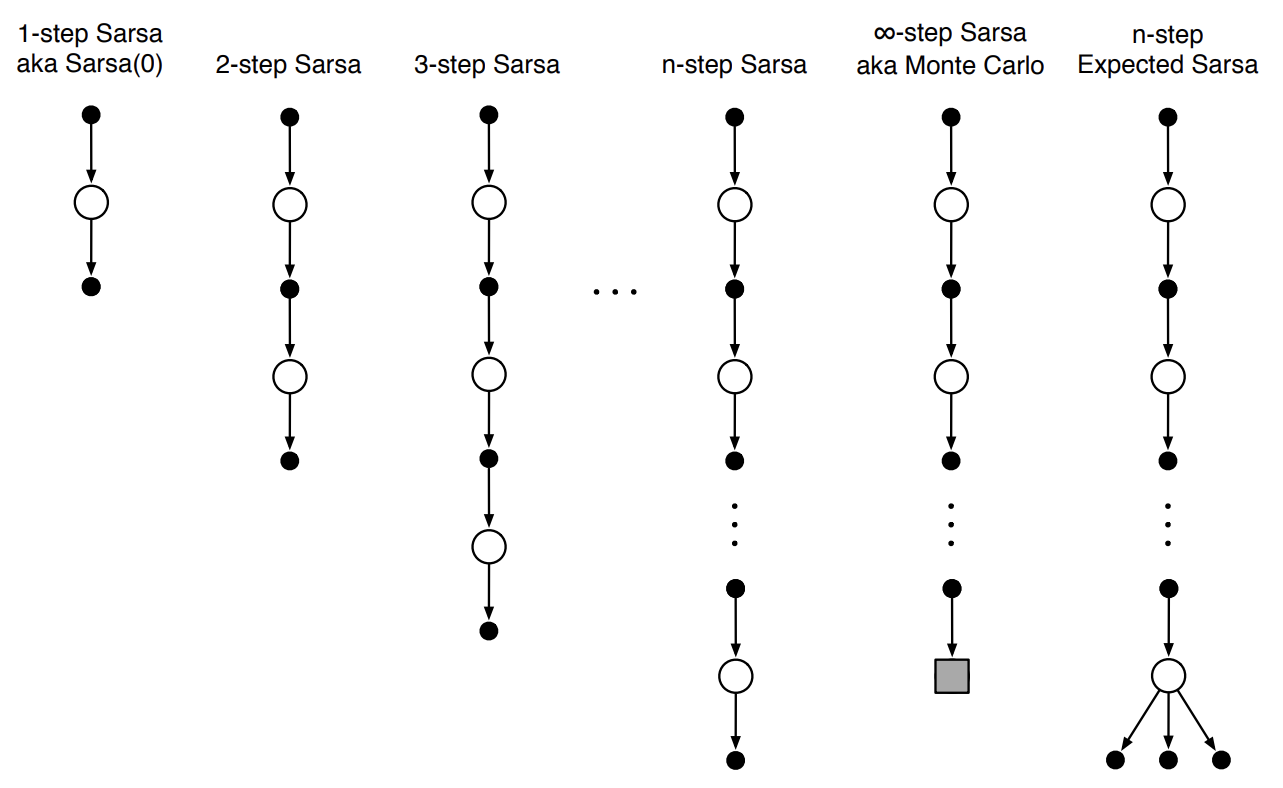 1-step Sarsa
aka Sarsa(0)
2-step Sarsa
3-step Sarsa
. . .
n-step Sarsa
∞-step Sarsa
aka Monte Carlo
n-step
Expected Sarsa